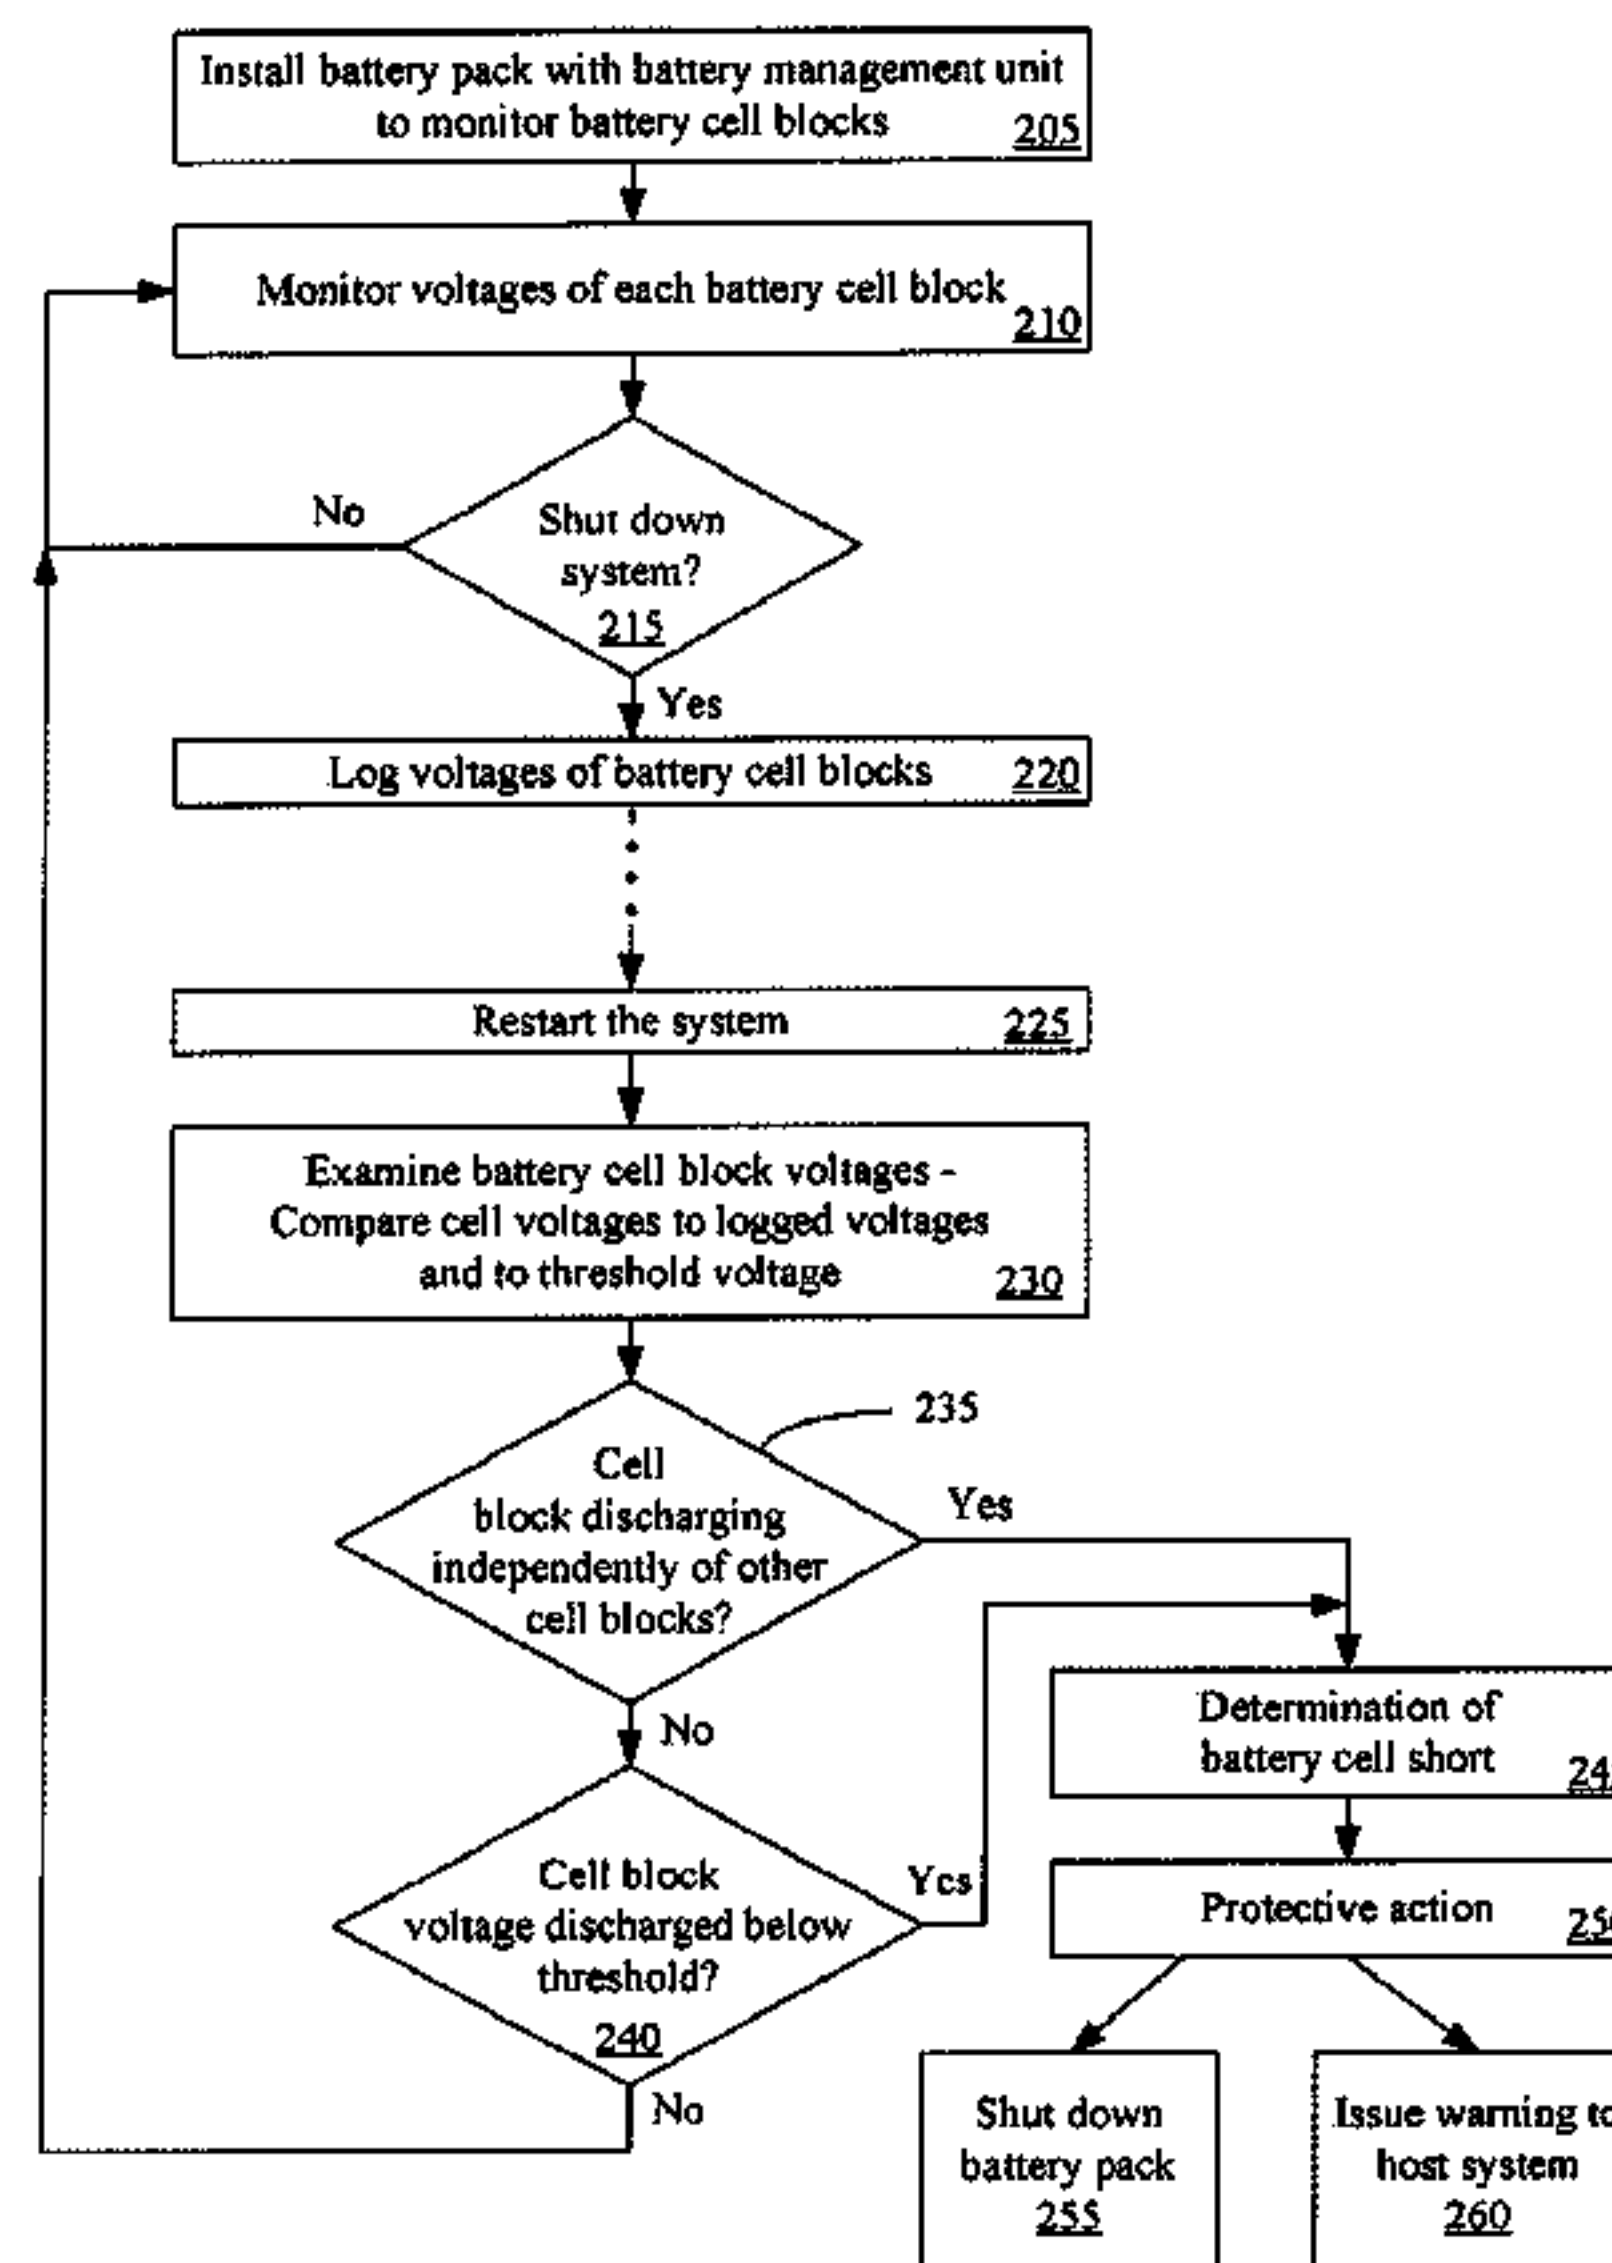 Install battery pack with battery management unit
to monitor battery cell blocks 205
Monitor voltages of each battery cell block
210
No
Shut down
system?
215
Yes
Log voltages of battery cell blocks 220
Restart the system 225
Examine battery cell block voltages -
Compare cell voltages to logged voltages
and to threshold voltage 230
235
Cell
block discharging
independently of other
cell blocks?
Yes
No
Determination of
battery cell short
Cell block
voltage discharged below
threshold?
240
Yes
Protective action
No
Shut down
battery pack
255
Issue warning to
host system
260